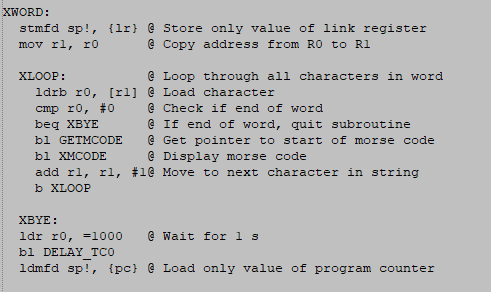 XWORD:
stmfd sp!, {lr} @ Store only value of link register
mov r1, r0 @ Copy address from R0 to R1
XLOOP: @ Loop through all characters in word
ldrb r0, [r1] @ Load character
cmp r0, #0 @ Check if end of word
beq XBYE @ If end of word, quit subroutine
bl GETMCODE @ Get pointer to start of morse code
bl XMCODE @ Display morse code
add r1, r1, #1@ Move to next character in string
b XLOOP
XBYE:
ldr r0, =1000 @ Wait for 1 s
bl DELAY_TC0
ldmfd sp!, {pc} @ Load only value of program counter